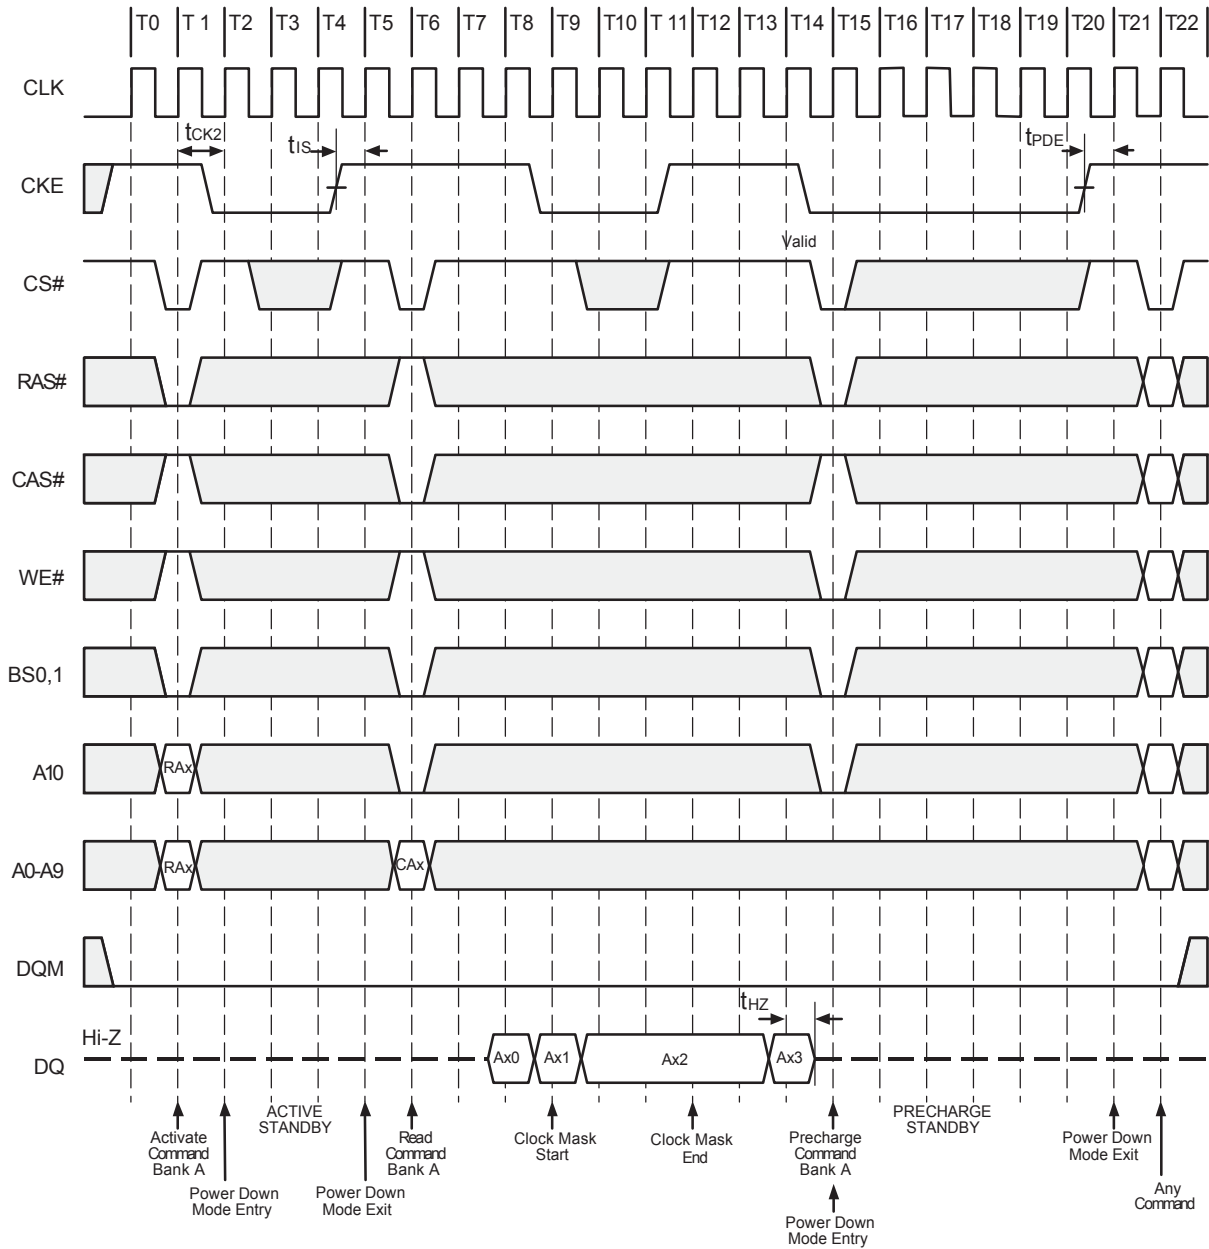 T0 T 1 T2 T3 T4 T5 T6 T7 T8 T9 T10 T 11 T12 T13 T14 T15 T16 T17 T18 T19 T20 T21 T22
CLK
tCK2 tIS tPDE
CKE
Valid
CS#
RAS#
CAS#
WE#
BS0,1
A10 RAx
A0-A9 RAx CAx
DQM
tHZ
Hi-Z
DQ Ax0 Ax1 Ax2 Ax3
ACTIVE
STANDBY
PRECHARGE
STANDBY
Activate
Command
Bank A
Read
Command
Bank A
Clock Mask
Start
Clock Mask
End
Precharge
Command
Bank A
Power Down
Mode Exit
Power Down
Mode Entry
Power Down
Mode Exit
Any
Command
Power Down
Mode Entry